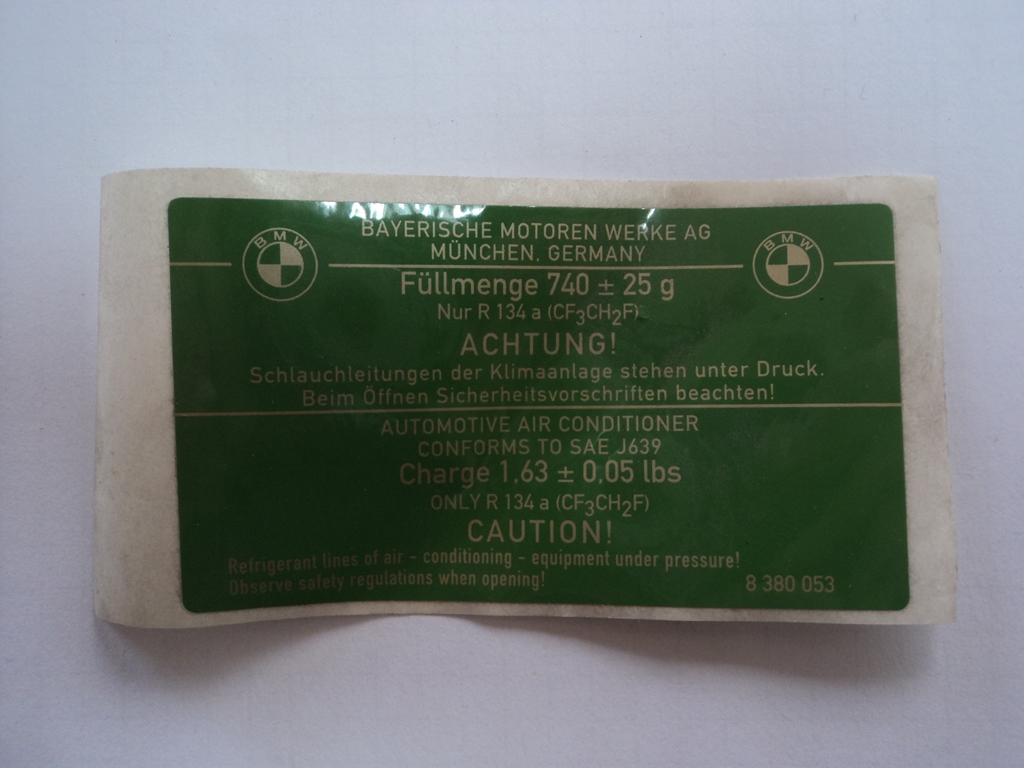 BMW
BMW
BAYERISCHE MOTOREN WERKE AG
MÜNCHEN, GERMANY
Füllmenge 740 ± 25 g
Nur R 134 a (CF₃CH₂F)
ACHTUNG!
Schlauchleitungen der Klimaanlage stehen unter Druck.
Beim Öffnen Sicherheitsvorschriften beachten!
AUTOMOTIVE AIR CONDITIONER
CONFORMS TO SAE J639
Charge 1.63 ± 0,05 lbs
ONLY R 134 a (CF₃CH₂F)
CAUTION!
Refrigerant lines of air - conditioning - equipment under pressure!
Observe safety regulations when opening!
8 380 053